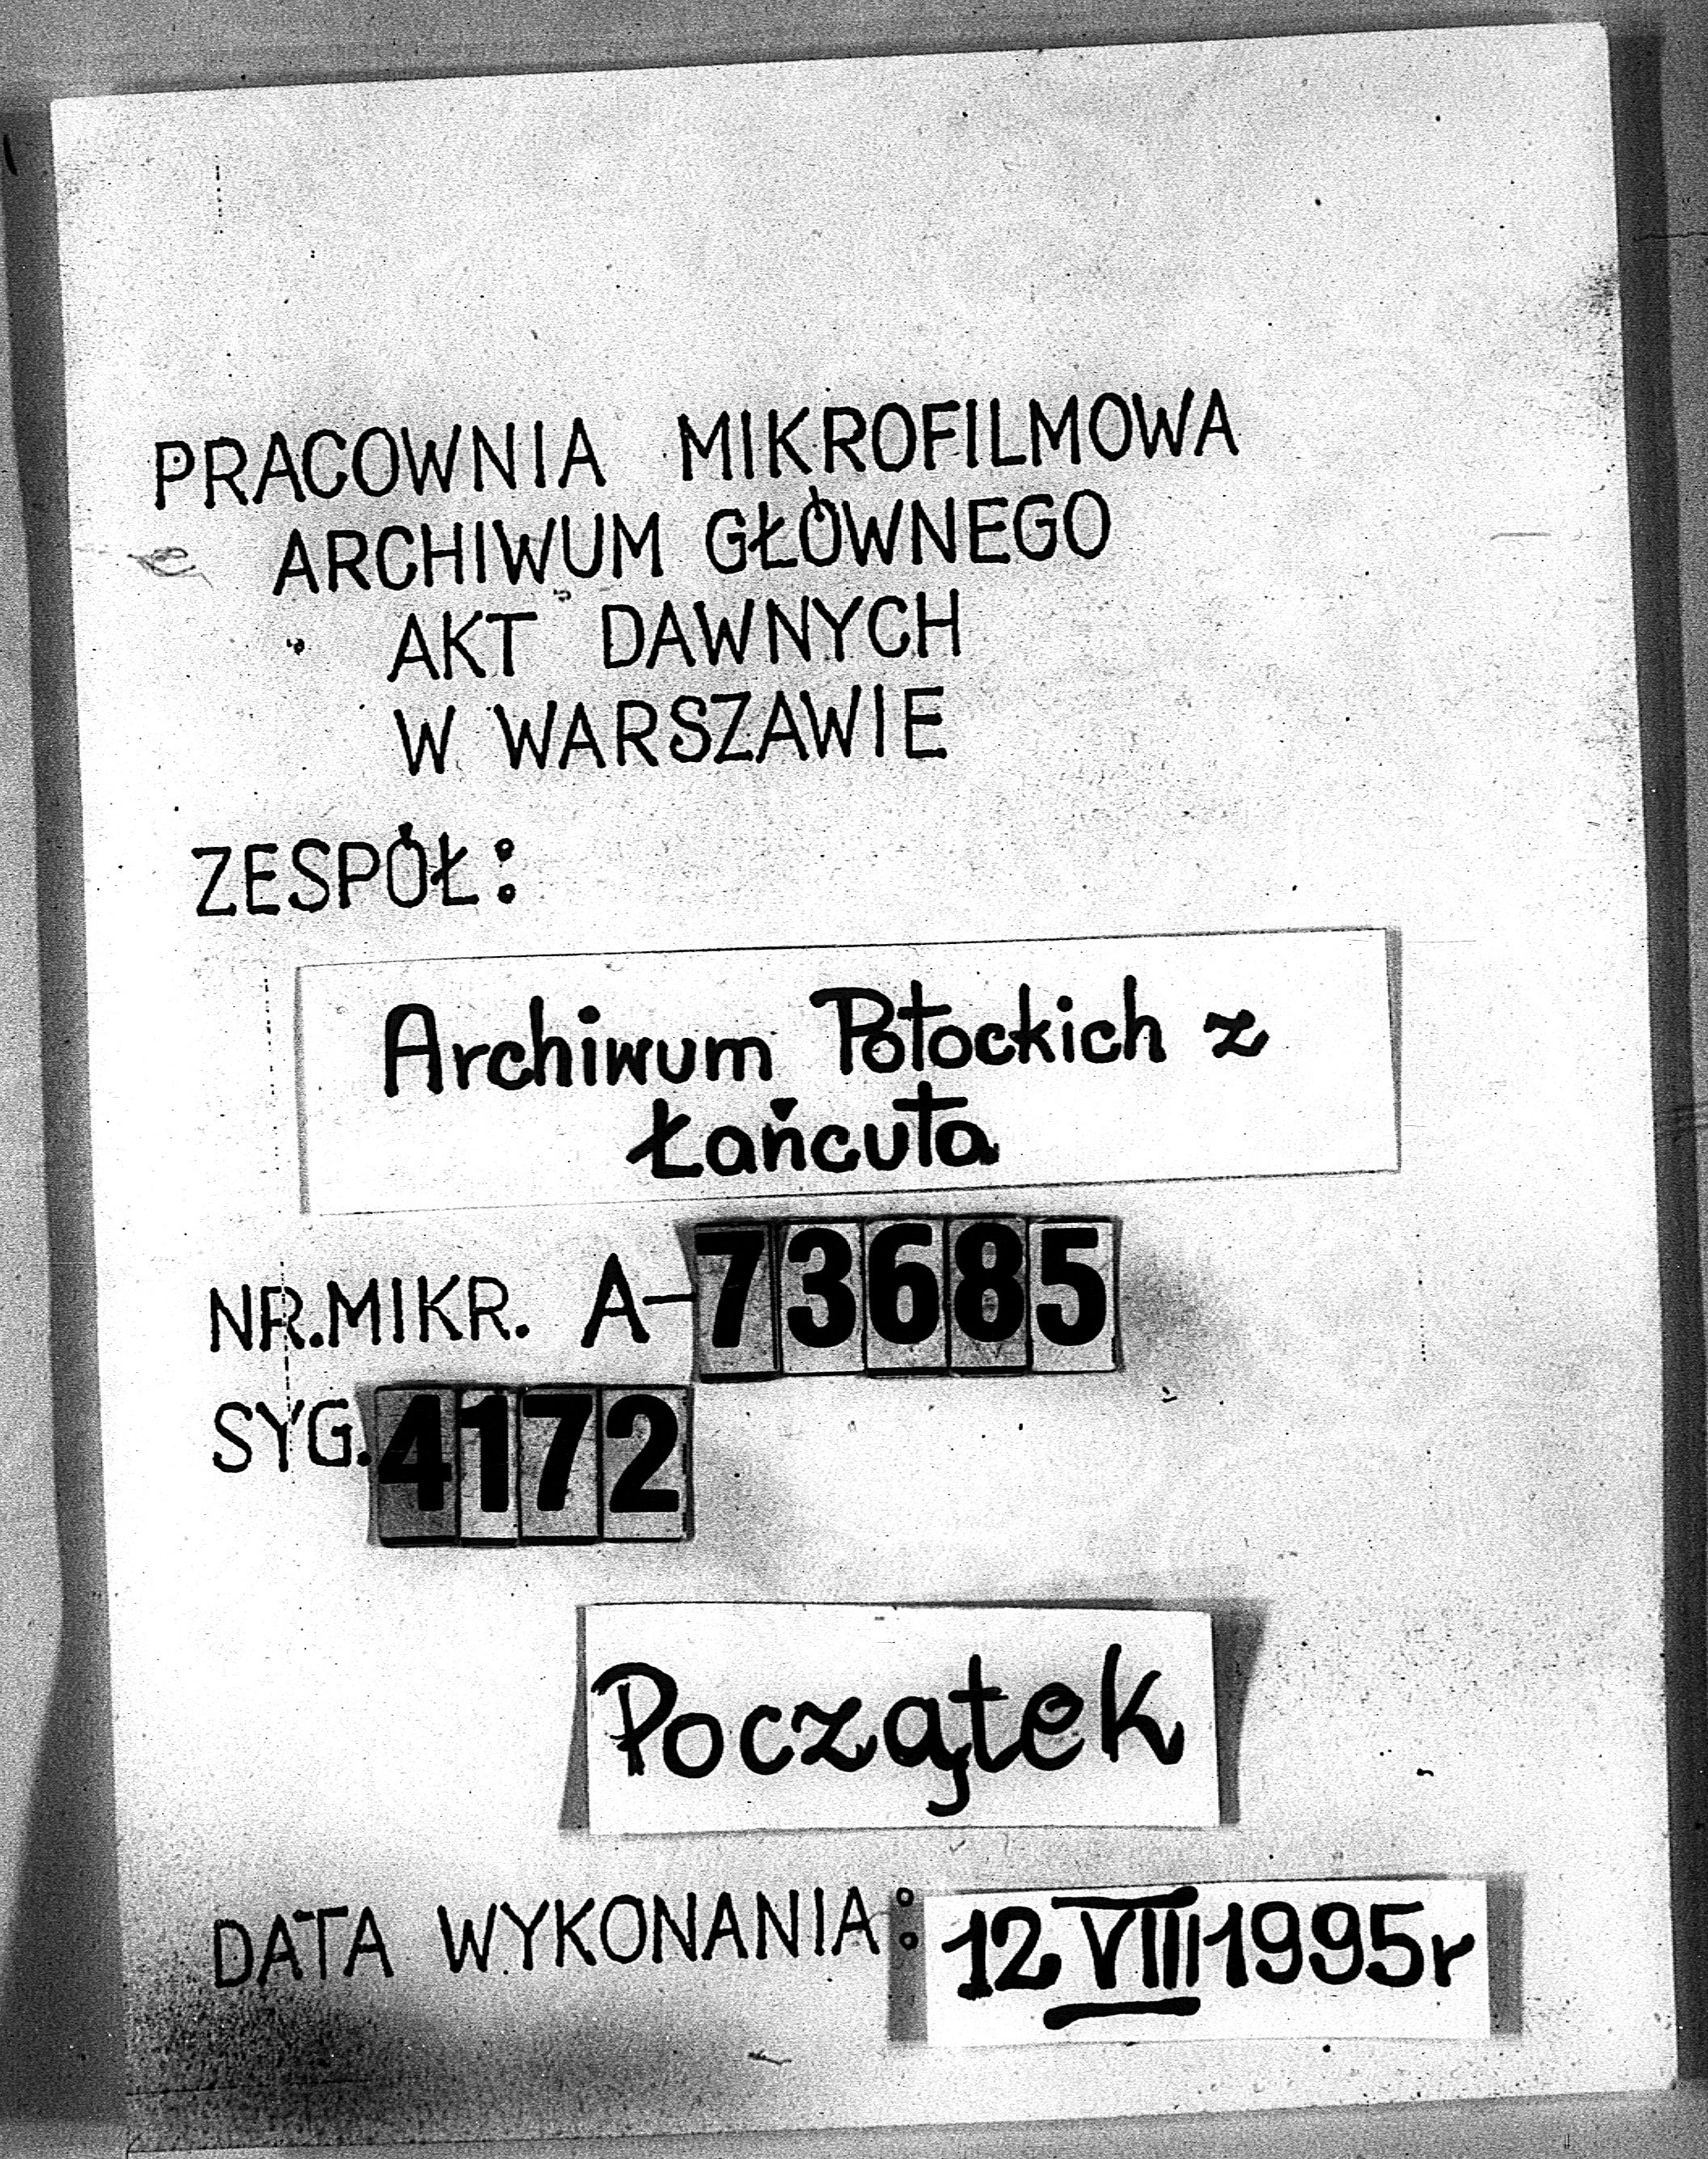 PRACOWNIA MIKROFILMOWA
ARCHIWUM GŁÓWNEGO
AKT DAWNYCH
W WARSZAWIE
ZESPÓŁ:
Archiwum Potockich z
Łańcuta
NR.MIKR. A-73685
SYG. 4172
Początek
DATA WYKONANIA: 12 VIII 1995r